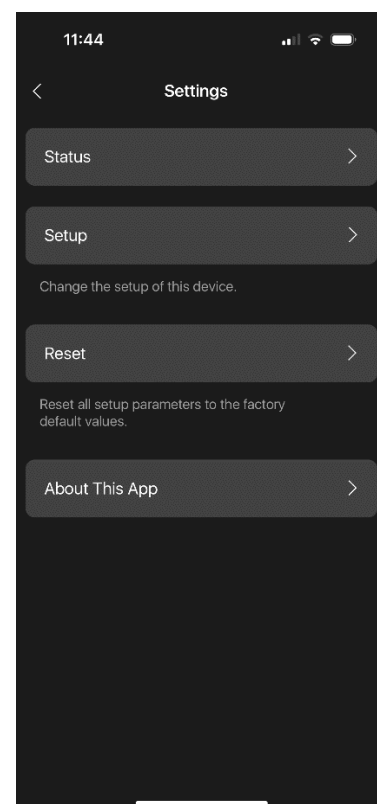 11:44
Settings
Status
Setup
Change the setup of this device.
Reset
Reset all setup parameters to the factory
default values.
About This App